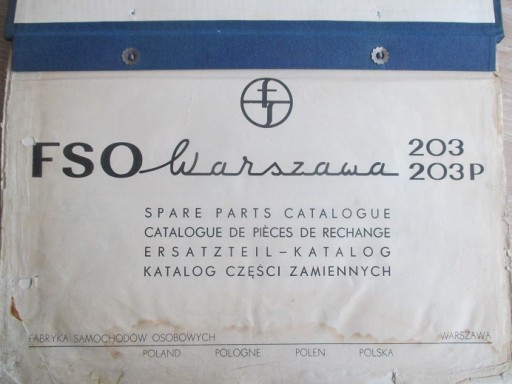 FSO Warszawa 203
203P
SPARE PARTS CATALOGUE
CATALOGUE DE PIÈCES DE RECHANGE
ERSATZTEIL – KATALOG
KATALOG CZĘŚCI ZAMIENNYCH
FABRYKA SAMOCHODÓW OSOBOWYCH WARSZAWA
POLAND POLOGNE POLEN POLSKA